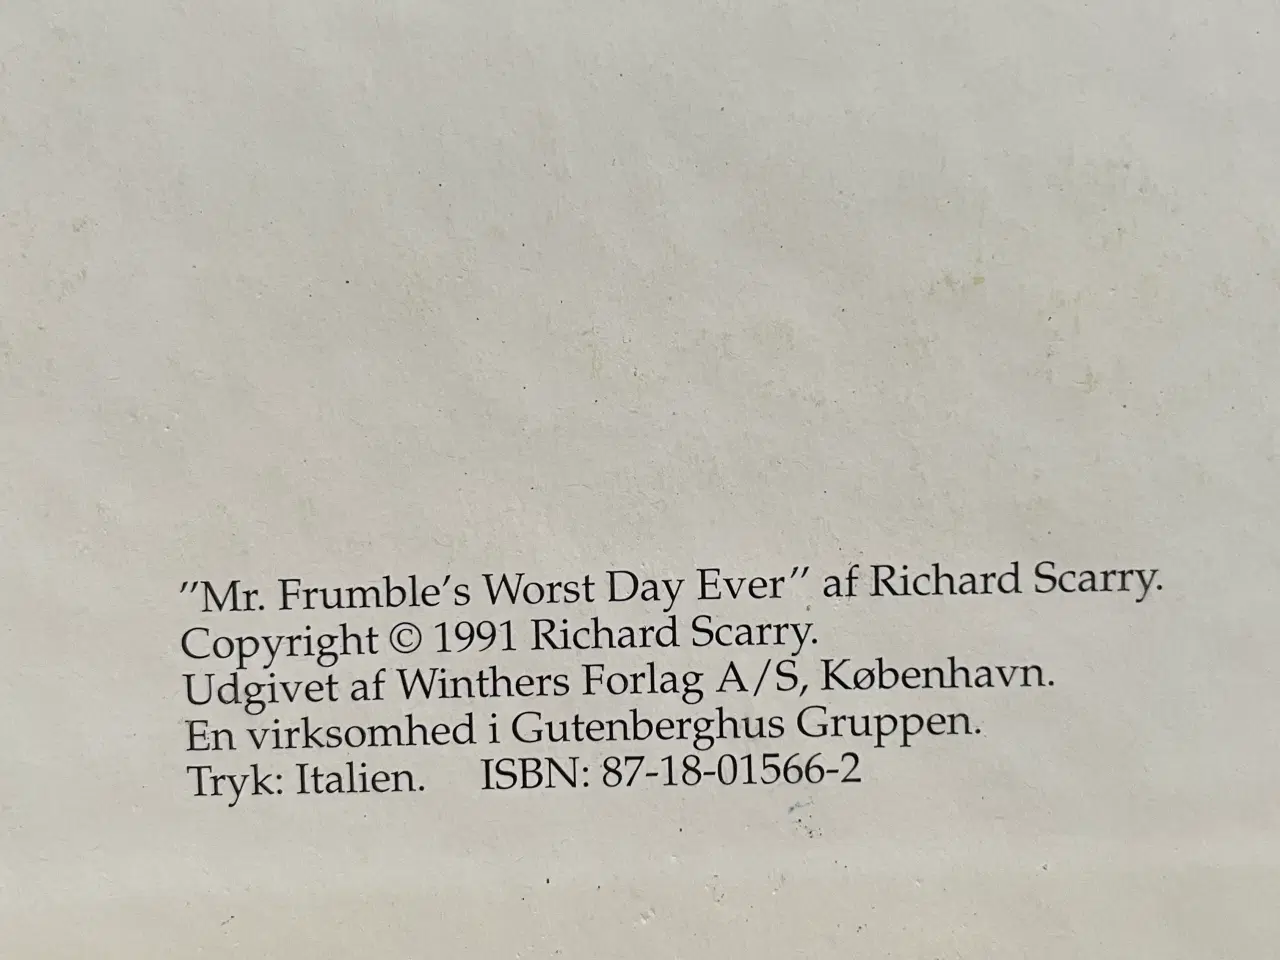 "Mr. Frumble's Worst Day Ever" af Richard Scarry.
Copyright © 1991 Richard Scarry.
Udgivet af Winthers Forlag A/S, København.
En virksomhed i Gutenberghus Gruppen.
Tryk: Italien. ISBN: 87-18-01566-2